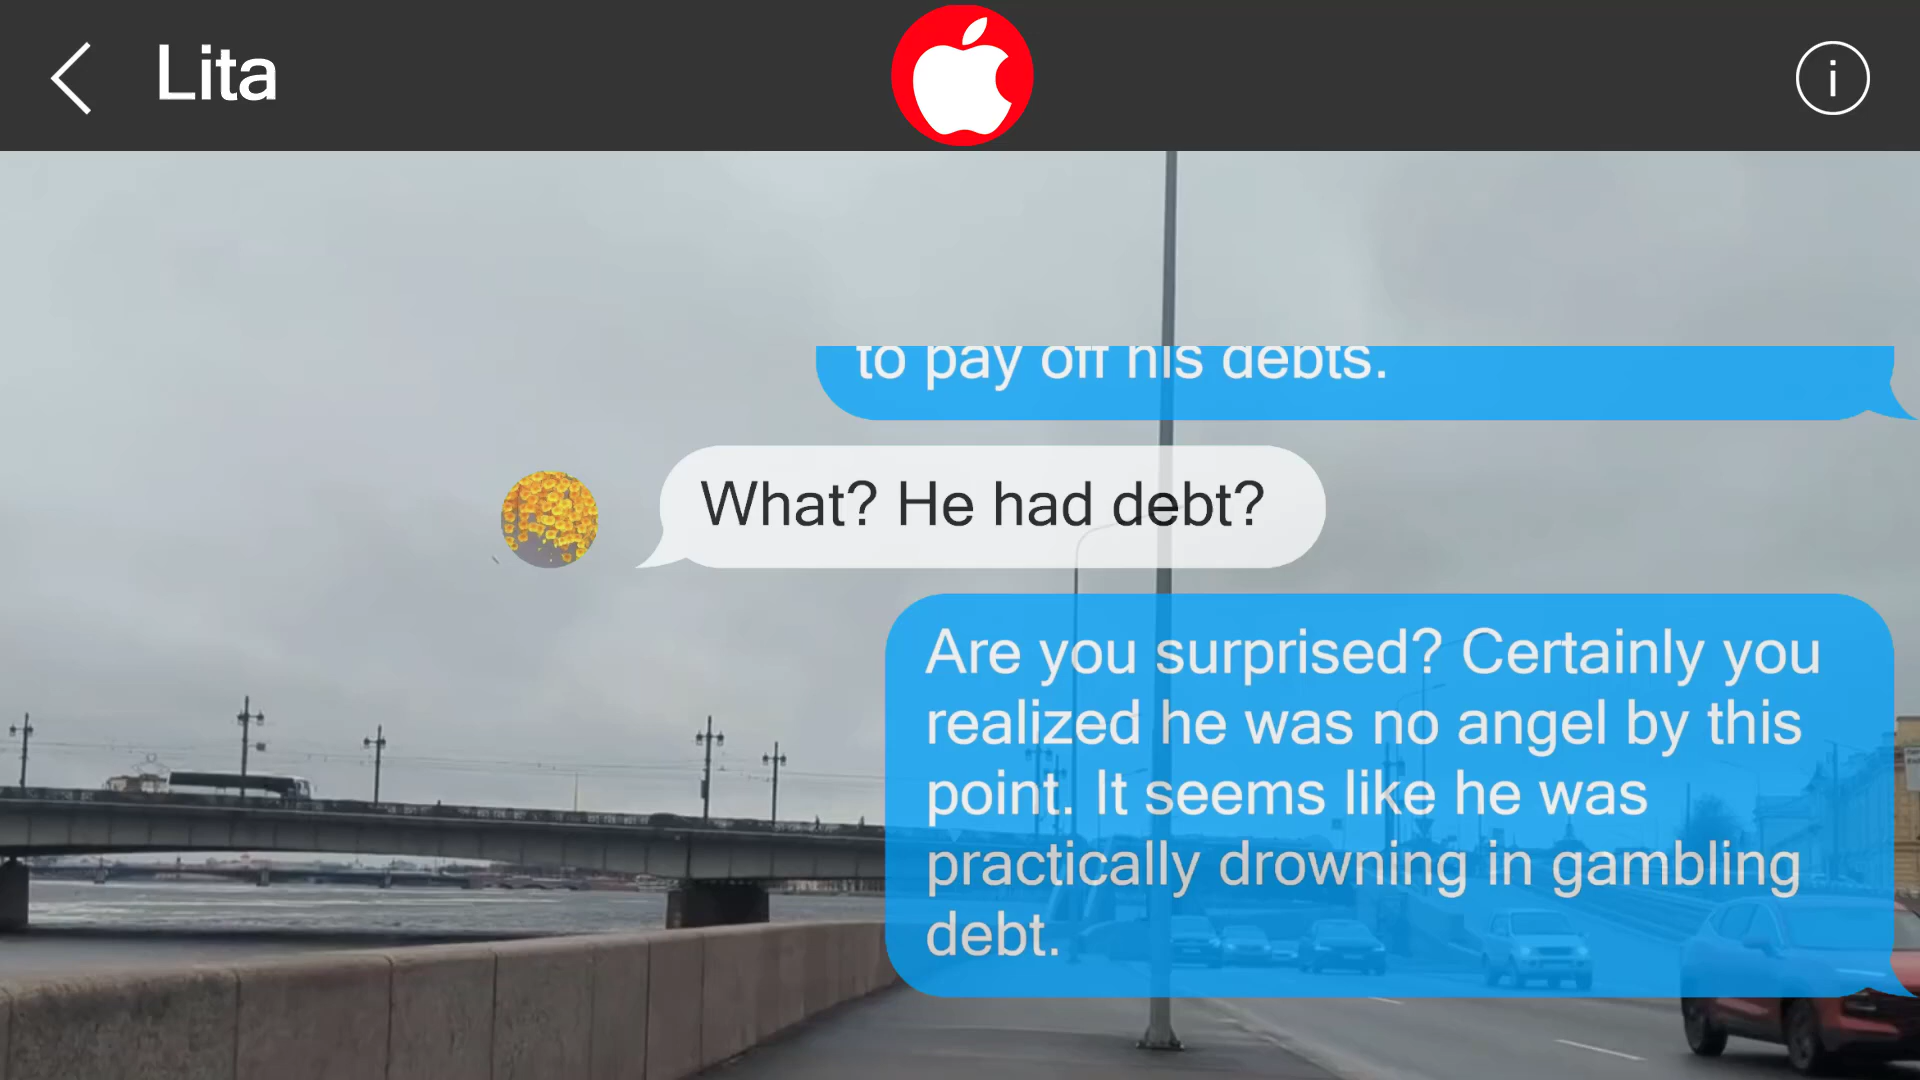 Lita
to pay off his debts.
What? He had debt?
Are you surprised? Certainly you
realized he was no angel by this
point. It seems like he was
practically drowning in gambling
debt.